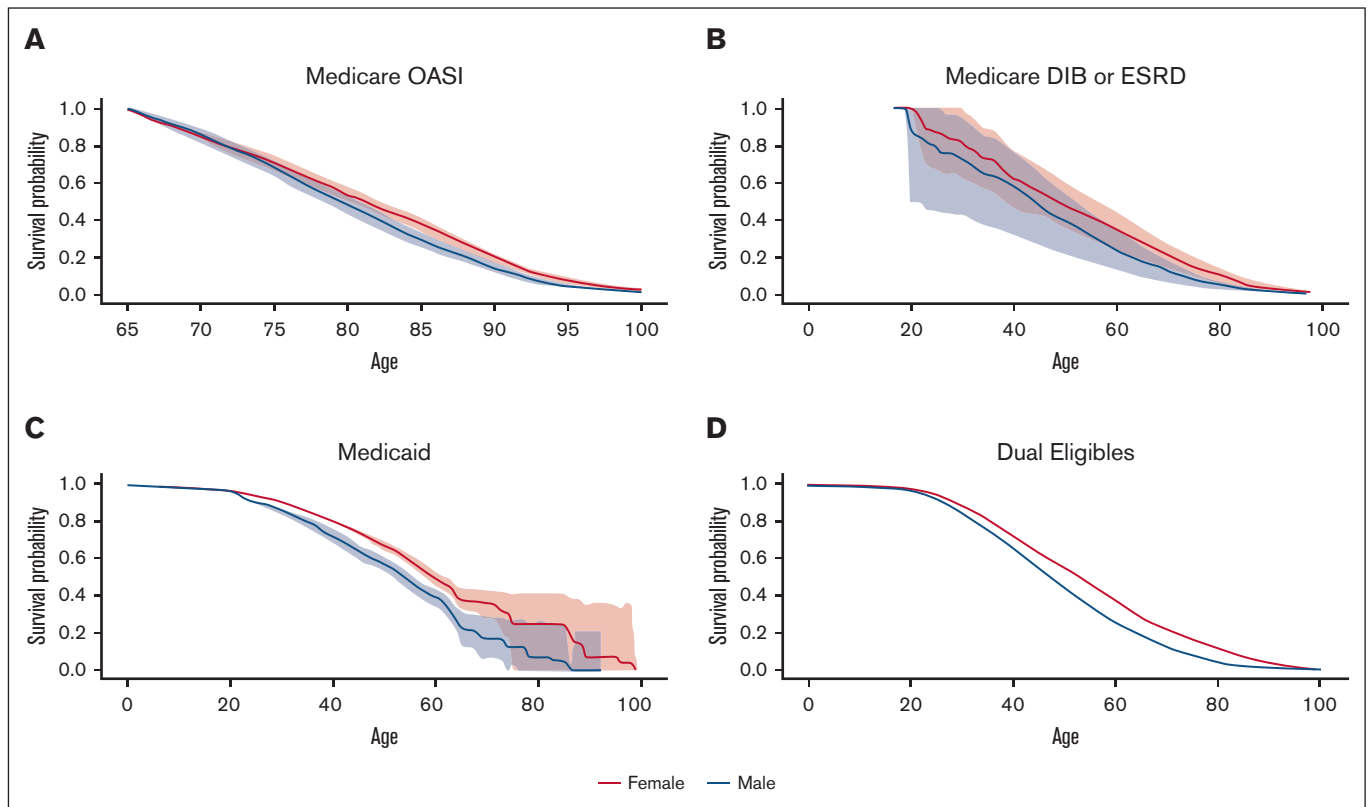 A
Medicare OASI
Survival probability
1.0
0.8
0.6
0.4
0.2
0.0
65 70 75 80 85 90 95 100
Age
B
Medicare DIB or ESRD
Survival probability
1.0
0.8
0.6
0.4
0.2
0.0
0 20 40 60 80 100
Age
C
Medicaid
Survival probability
1.0
0.8
0.6
0.4
0.2
0.0
0 20 40 60 80 100
Age
D
Dual Eligibles
Survival probability
1.0
0.8
0.6
0.4
0.2
0.0
0 20 40 60 80 100
Age
Female Male